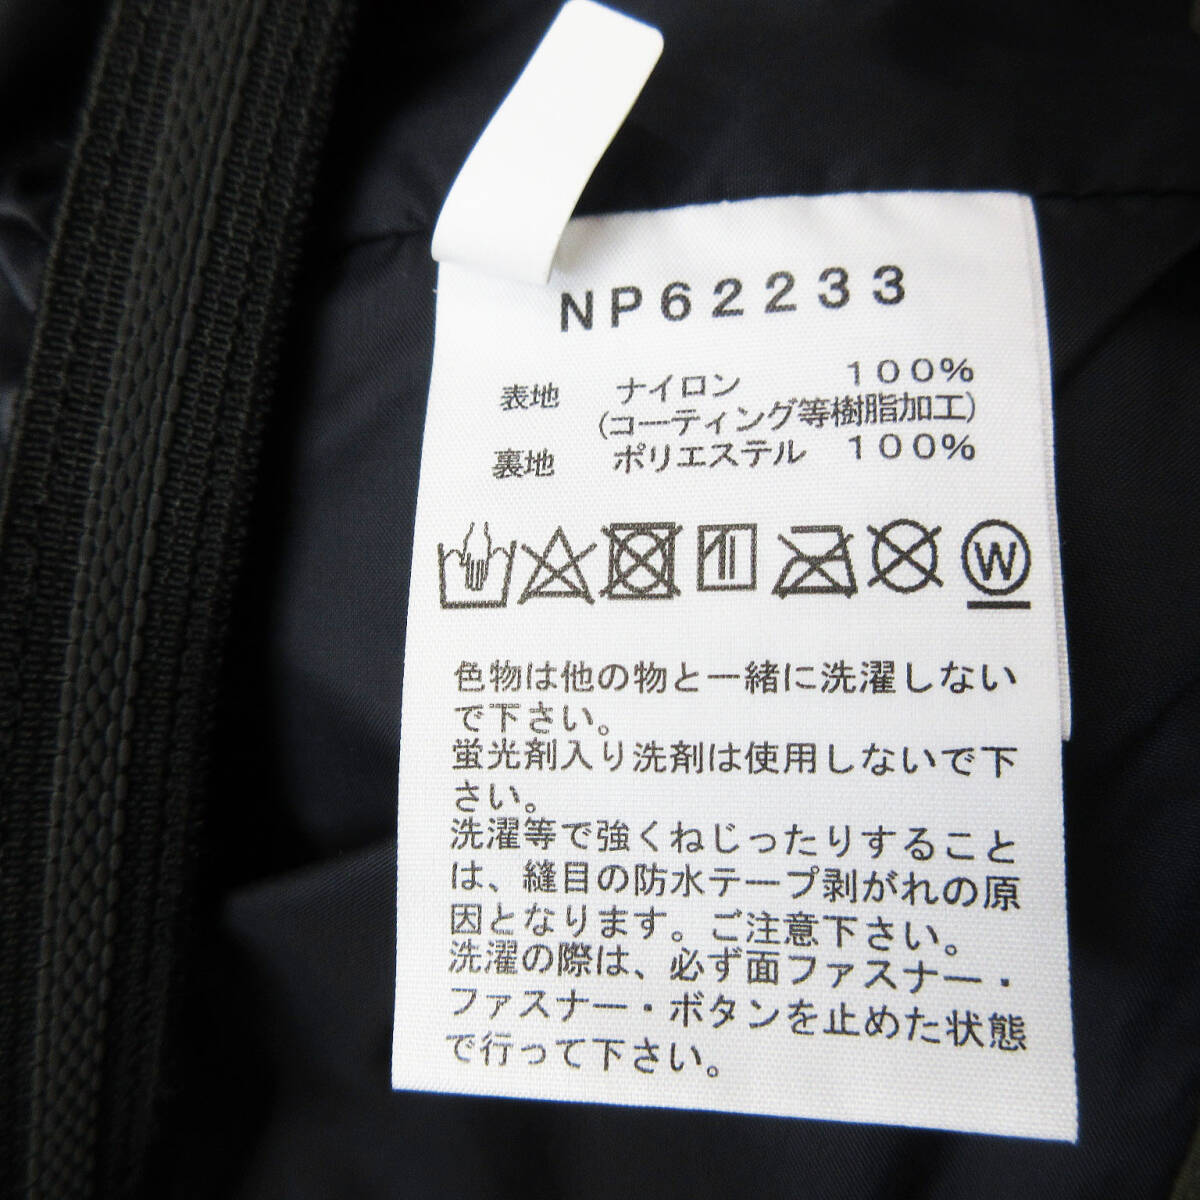 NP62233
表地 ナイロン 100%
(コーティング等樹脂加工)
裏地 ポリエステル 100%
W
色物は他の物と一緒に洗濯しない
で下さい。
蛍光剤入り洗剤は使用しないで下
さい。
洗濯等で強くねじったりすること
は、縫目の防水テープ剥がれの原
因となります。ご注意下さい。
洗濯の際は、必ず面ファスナー・
ファスナー・ボタンを止めた状態
で行って下さい。